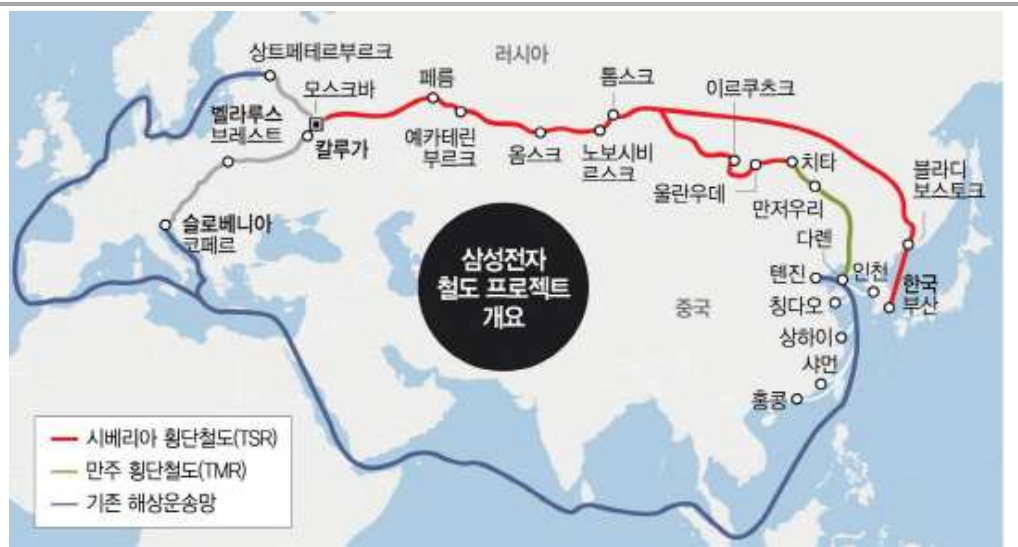 상트페테르부르크
러시아
모스크바
페름
톰스크
이르쿠츠크
벨라루스
브레스트
칼루가
예카테린
부르크
옴스크
노보시비
르스크
울란우데
치타
만저우리
블라디
보스토크
슬로베니아
코페르
다롄
톈진
인천
한국
부산
칭다오
중국
상하이
샤먼
홍콩
삼성전자
철도 프로젝트
개요
시베리아 횡단철도(TSR)
만주 횡단철도(TMR)
기존 해상운송망